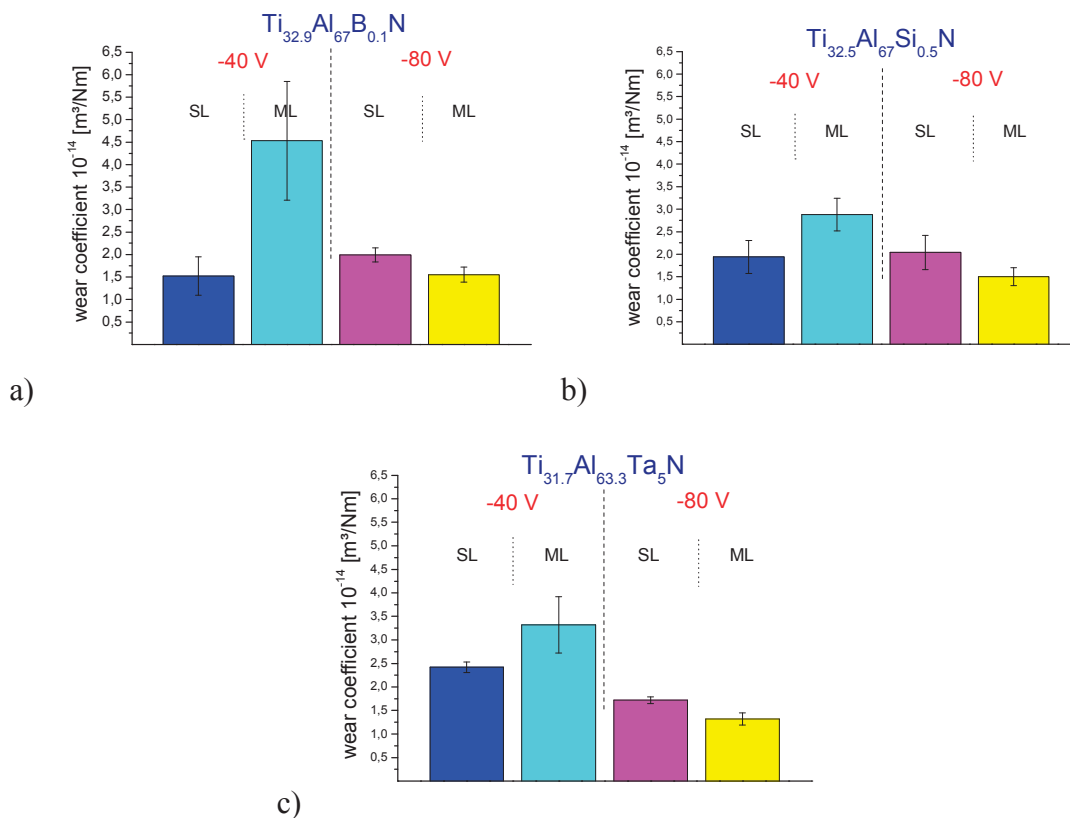 Ti32.9Al67B0.1N
wear coefficient 10-14 [m³/Nm]
6,5
6,0
5,5
5,0
4,5
4,0
3,5
3,0
2,5
2,0
1,5
1,0
0,5
-40 V
-80 V
SL
ML
SL
ML
a)
Ti32.5Al67Si0.5N
wear coefficient 10-14 [m³/Nm]
6,5
6,0
5,5
5,0
4,5
4,0
3,5
3,0
2,5
2,0
1,5
1,0
0,5
-40 V
-80 V
SL
ML
SL
ML
b)
Ti31.7Al63.3Ta5N
wear coefficient 10-14 [m³/Nm]
6,5
6,0
5,5
5,0
4,5
4,0
3,5
3,0
2,5
2,0
1,5
1,0
0,5
-40 V
-80 V
SL
ML
SL
ML
c)